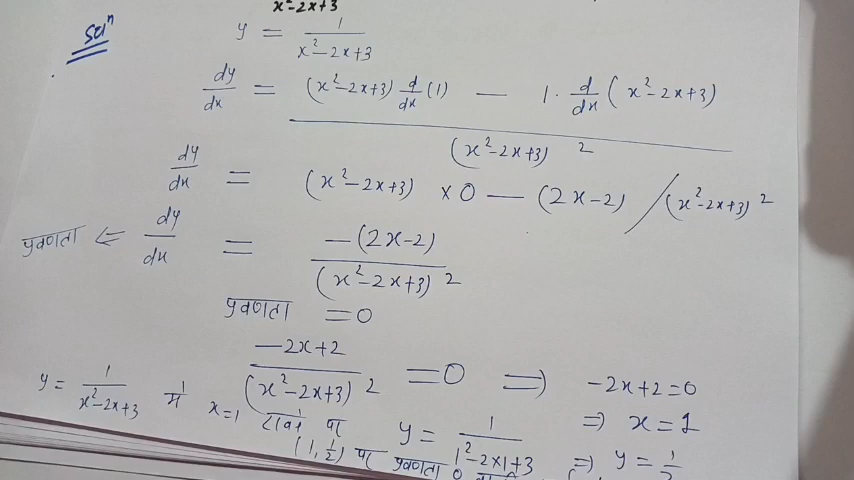 x²-2x+3
Solⁿ
y = 1/(x²-2x+3)
dy/dx = ((x²-2x+3) d/dx (1) - 1. d/dx (x²-2x+3))/(x²-2x+3)²
dy/dx = (x²-2x+3) x0 - (2x-2) / (x²-2x+3)²
प्रवणता ⇐ dy/dx = -(2x-2)/(x²-2x+3)²
प्रवणता = 0
(-2x+2)/(x²-2x+3)² = 0 ⇒ -2x+2=0
⇒ x = 1
y = 1/(x²-2x+3) में x=1 रखने पर y = 1/(1²-2x1+3) ⇒ y = 1/2
(1, 1/2) पर प्रवणता 0